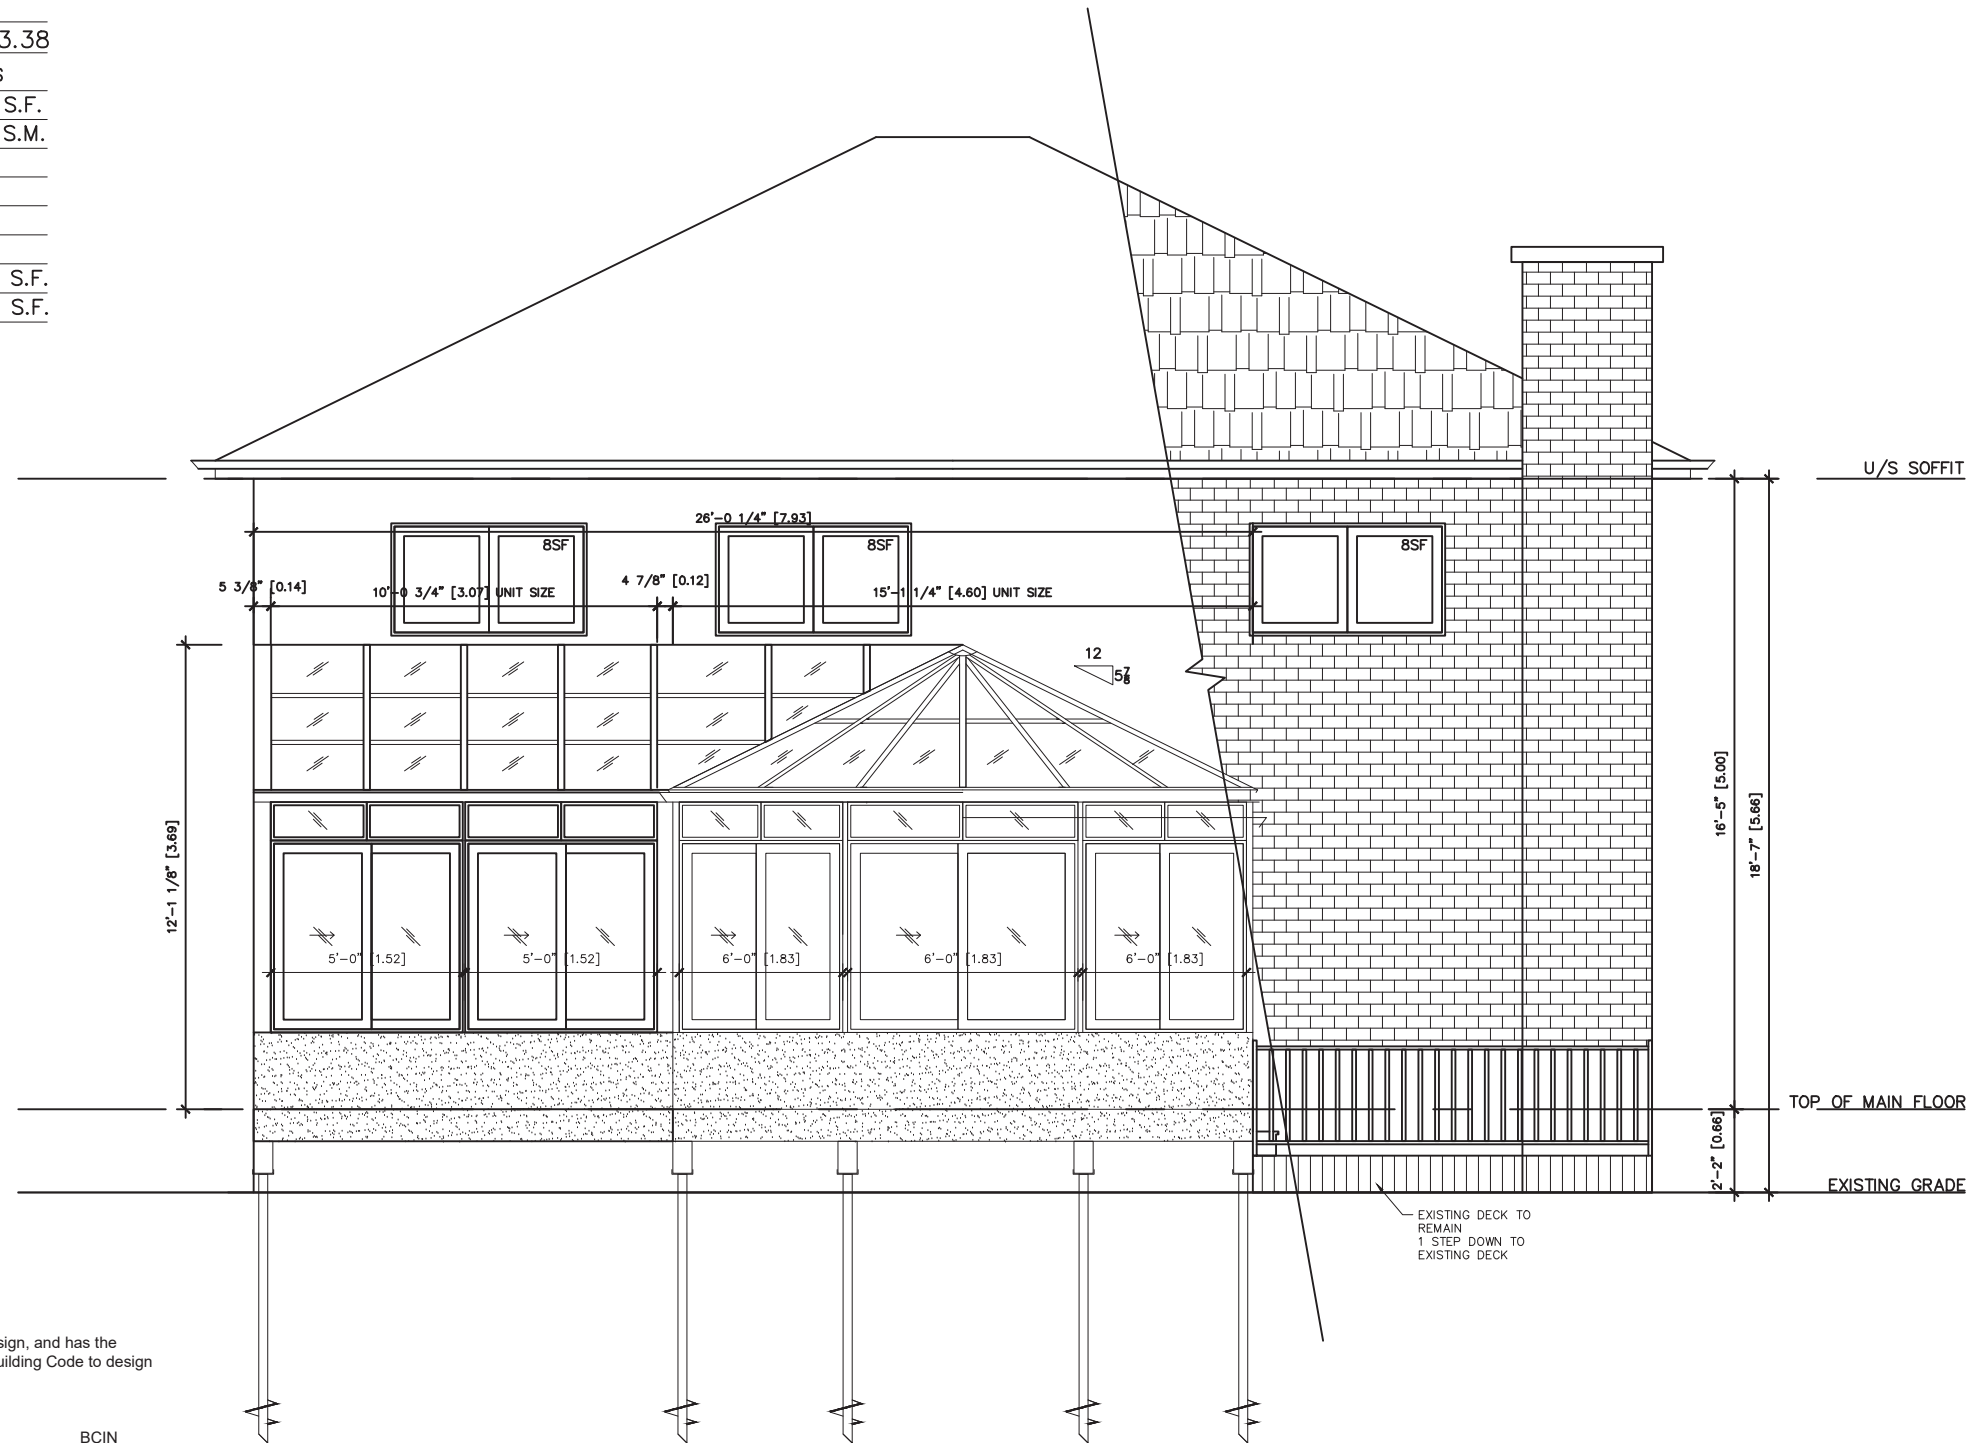 3.38
S
S.F.
S.M.
S.F.
S.F.
U/S SOFFIT
26'-0 1/4" [7.93]
8SF
8SF
8SF
5 3/8" [0.14]
10'-0 3/4" [3.07] UNIT SIZE
4 7/8" [0.12]
15'-1 1/4" [4.60] UNIT SIZE
12
5 7/8
12'-1 1/8" [3.69]
16'-5" [5.00]
18'-7" [5.66]
5'-0" [1.52]
5'-0" [1.52]
6'-0" [1.83]
6'-0" [1.83]
6'-0" [1.83]
TOP OF MAIN FLOOR
2'-2" [0.66]
EXISTING GRADE
EXISTING DECK TO
REMAIN
1 STEP DOWN TO
EXISTING DECK
sign, and has the
uilding Code to design
BCIN